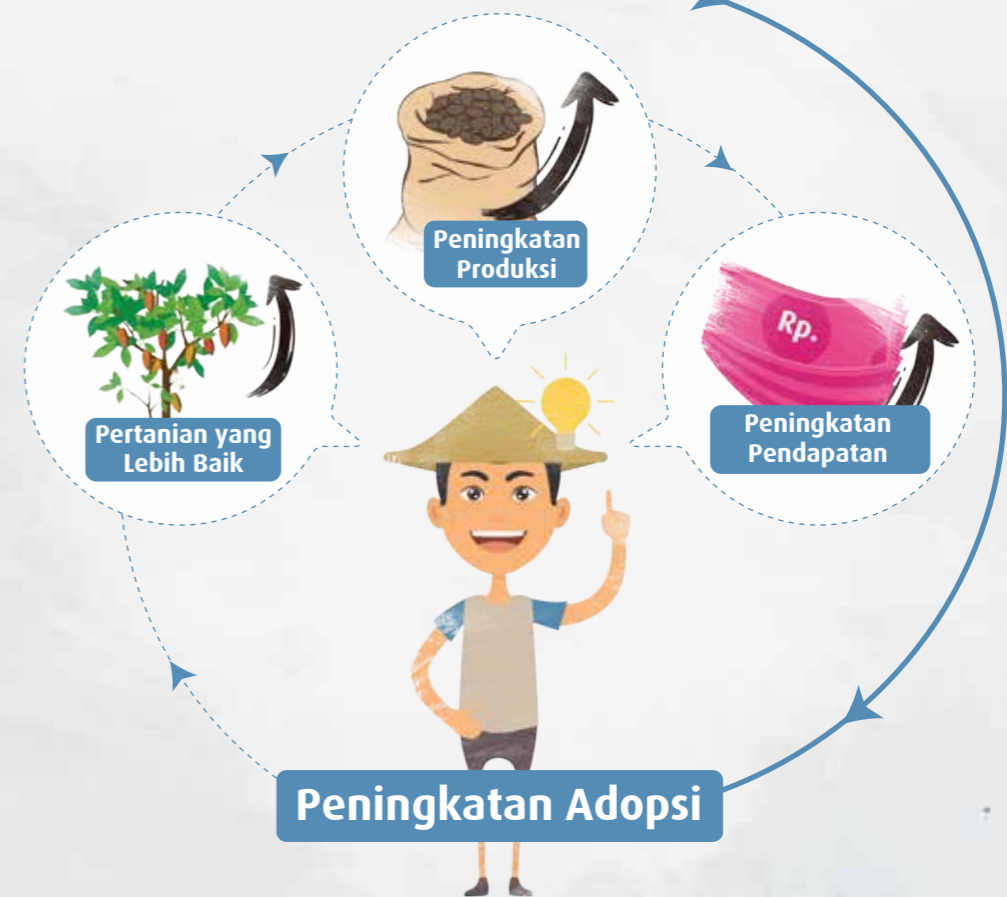 Peningkatan
Produksi
Pertanian yang
Lebih Baik
Rp.
Peningkatan
Pendapatan
Peningkatan Adopsi